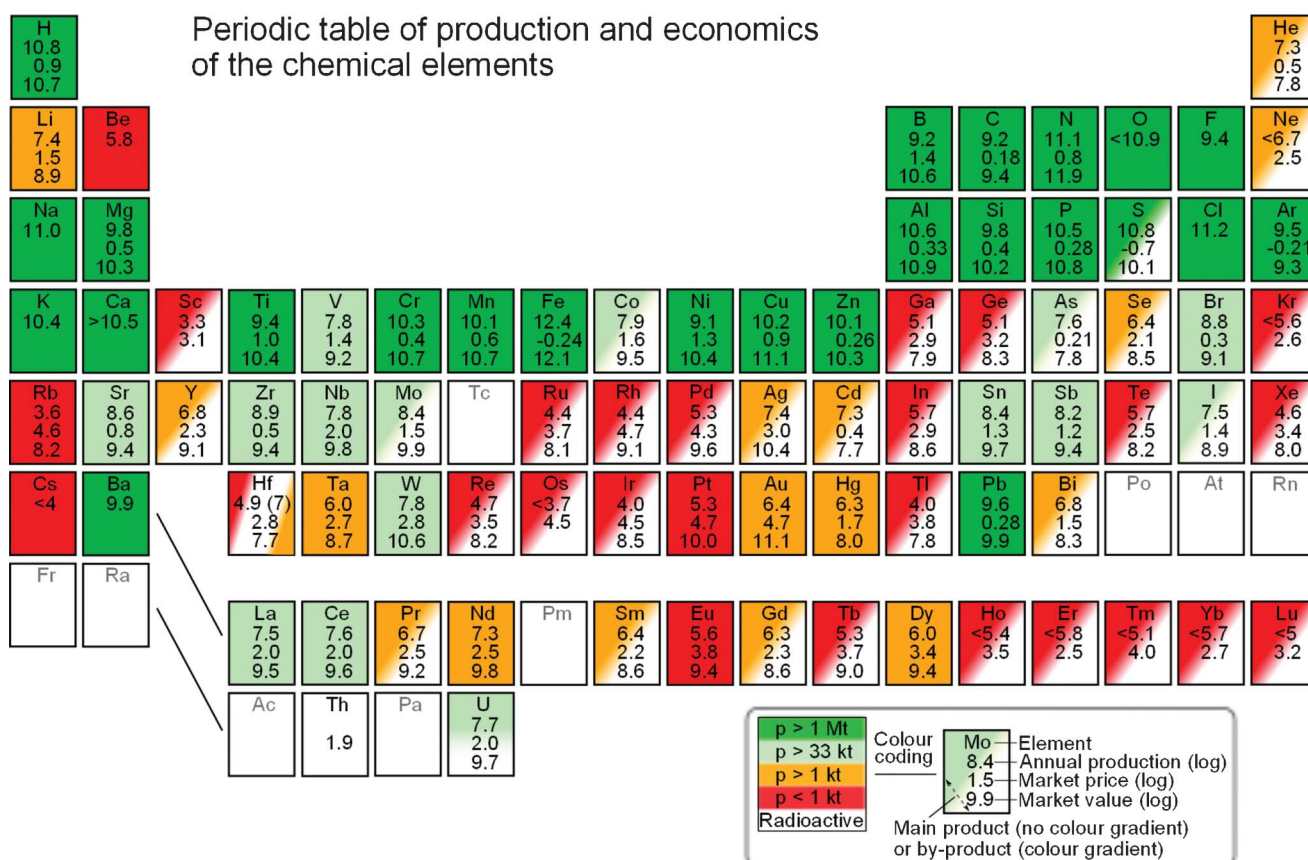 Periodic table of production and economics
of the chemical elements
H
10.8
0.9
10.7
He
7.3
0.5
7.8
Li
7.4
1.5
8.9
Be
5.8
B
9.2
1.4
10.6
C
9.2
0.18
9.4
N
11.1
0.8
11.9
O
<10.9
F
9.4
Ne
<6.7
2.5
Na
11.0
Mg
9.8
0.5
10.3
Al
10.6
0.33
10.9
Si
9.8
0.4
10.2
P
10.5
0.28
10.8
S
10.8
-0.7
10.1
Cl
11.2
Ar
9.5
-0.21
9.3
K
10.4
Ca
>10.5
Sc
3.3
3.1
Ti
9.4
1.0
10.4
V
7.8
1.4
9.2
Cr
10.3
0.4
10.7
Mn
10.1
0.6
10.7
Fe
12.4
-0.24
12.1
Co
7.9
1.6
9.5
Ni
9.1
1.3
10.4
Cu
10.2
0.9
11.1
Zn
10.1
0.26
10.3
Ga
5.1
2.9
7.9
Ge
5.1
3.2
8.3
As
7.6
0.21
7.8
Se
6.4
2.1
8.5
Br
8.8
0.3
9.1
Kr
<5.6
2.6
Rb
3.6
4.6
8.2
Sr
8.6
0.8
9.4
Y
6.8
2.3
9.1
Zr
8.9
0.5
9.4
Nb
7.8
2.0
9.8
Mo
8.4
1.5
9.9
Tc
Ru
4.4
3.7
8.1
Rh
4.4
4.7
9.1
Pd
5.3
4.3
9.6
Ag
7.4
3.0
10.4
Cd
7.3
0.4
7.7
In
5.7
2.9
8.6
Sn
8.4
1.3
9.7
Sb
8.2
1.2
9.4
Te
5.7
2.5
8.2
I
7.5
1.4
8.9
Xe
4.6
3.4
8.0
Cs
<4
Ba
9.9
Hf
4.9 (7)
2.8
7.7
Ta
6.0
2.7
8.7
W
7.8
2.8
10.6
Re
4.7
3.5
8.2
Os
<3.7
4.5
Ir
4.0
4.5
8.5
Pt
5.3
4.7
10.0
Au
6.4
4.7
11.1
Hg
6.3
1.7
8.0
Tl
4.0
3.8
7.8
Pb
9.6
0.28
9.9
Bi
6.8
1.5
8.3
Po
At
Rn
Fr
Ra
La
7.5
2.0
9.5
Ce
7.6
2.0
9.6
Pr
6.7
2.5
9.2
Nd
7.3
2.5
9.8
Pm
Sm
6.4
2.2
8.6
Eu
5.6
3.8
9.4
Gd
6.3
2.3
8.6
Tb
5.3
3.7
9.0
Dy
6.0
3.4
9.4
Ho
<5.4
3.5
Er
<5.8
2.5
Tm
<5.1
4.0
Yb
<5.7
2.7
Lu
<5
3.2
Ac
Th
1.9
Pa
U
7.7
2.0
9.7
p > 1 Mt
p > 33 kt
p > 1 kt
p < 1 kt
Radioactive
Colour
coding
Mo
8.4
1.5
9.9
Element
Annual production (log)
Market price (log)
Market value (log)
Main product (no colour gradient)
or by-product (colour gradient)